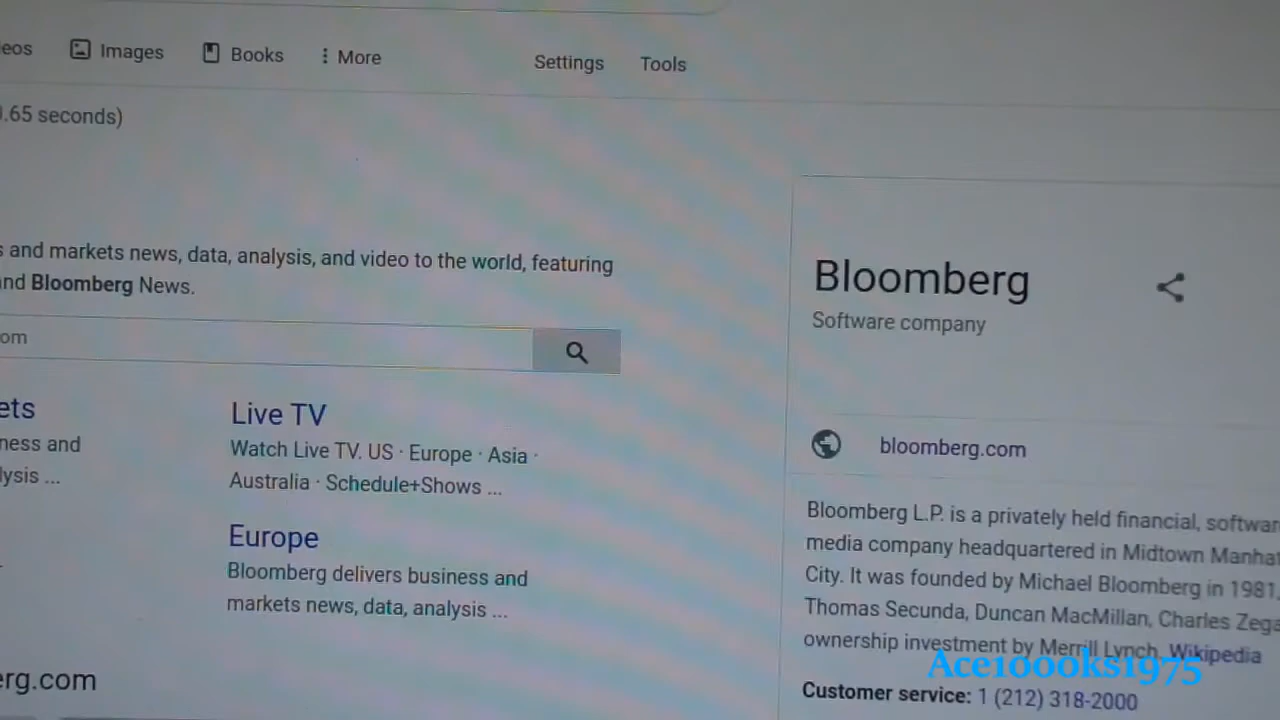 eos Images Books More Settings Tools
.65 seconds)
and markets news, data, analysis, and video to the world, featuring
nd Bloomberg News.
om
ets
Live TV
ness and
Watch Live TV. US · Europe · Asia ·
lysis ...
Australia · Schedule+Shows ...
Europe
Bloomberg delivers business and
markets news, data, analysis ...
erg.com
Bloomberg
Software company
bloomberg.com
Bloomberg L.P. is a privately held financial, softwar
media company headquartered in Midtown Manhat
City. It was founded by Michael Bloomberg in 1981,
Thomas Secunda, Duncan MacMillan, Charles Zega
ownership investment by Merrill Lynch. Wikipedia
Ace100oks1975
Customer service: 1 (212) 318-2000